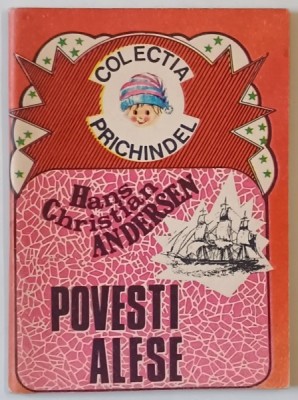 COLECTIA
PRICHINDEL
Hans
Christian
ANDERSEN
POVESTI
ALESE